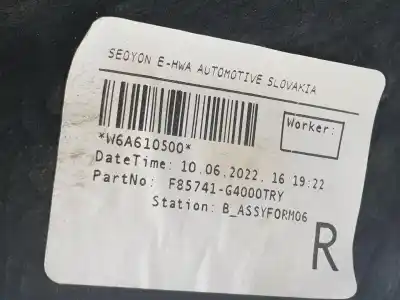 SEOYON E-HWA AUTOMOTIVE SLOVAKIA
Worker:
*W6A610500*
DateTime: 10.06.2022. 16 19:22
PartNo: F85741-G4000TRY
Station: B_ASSYFORM06
R